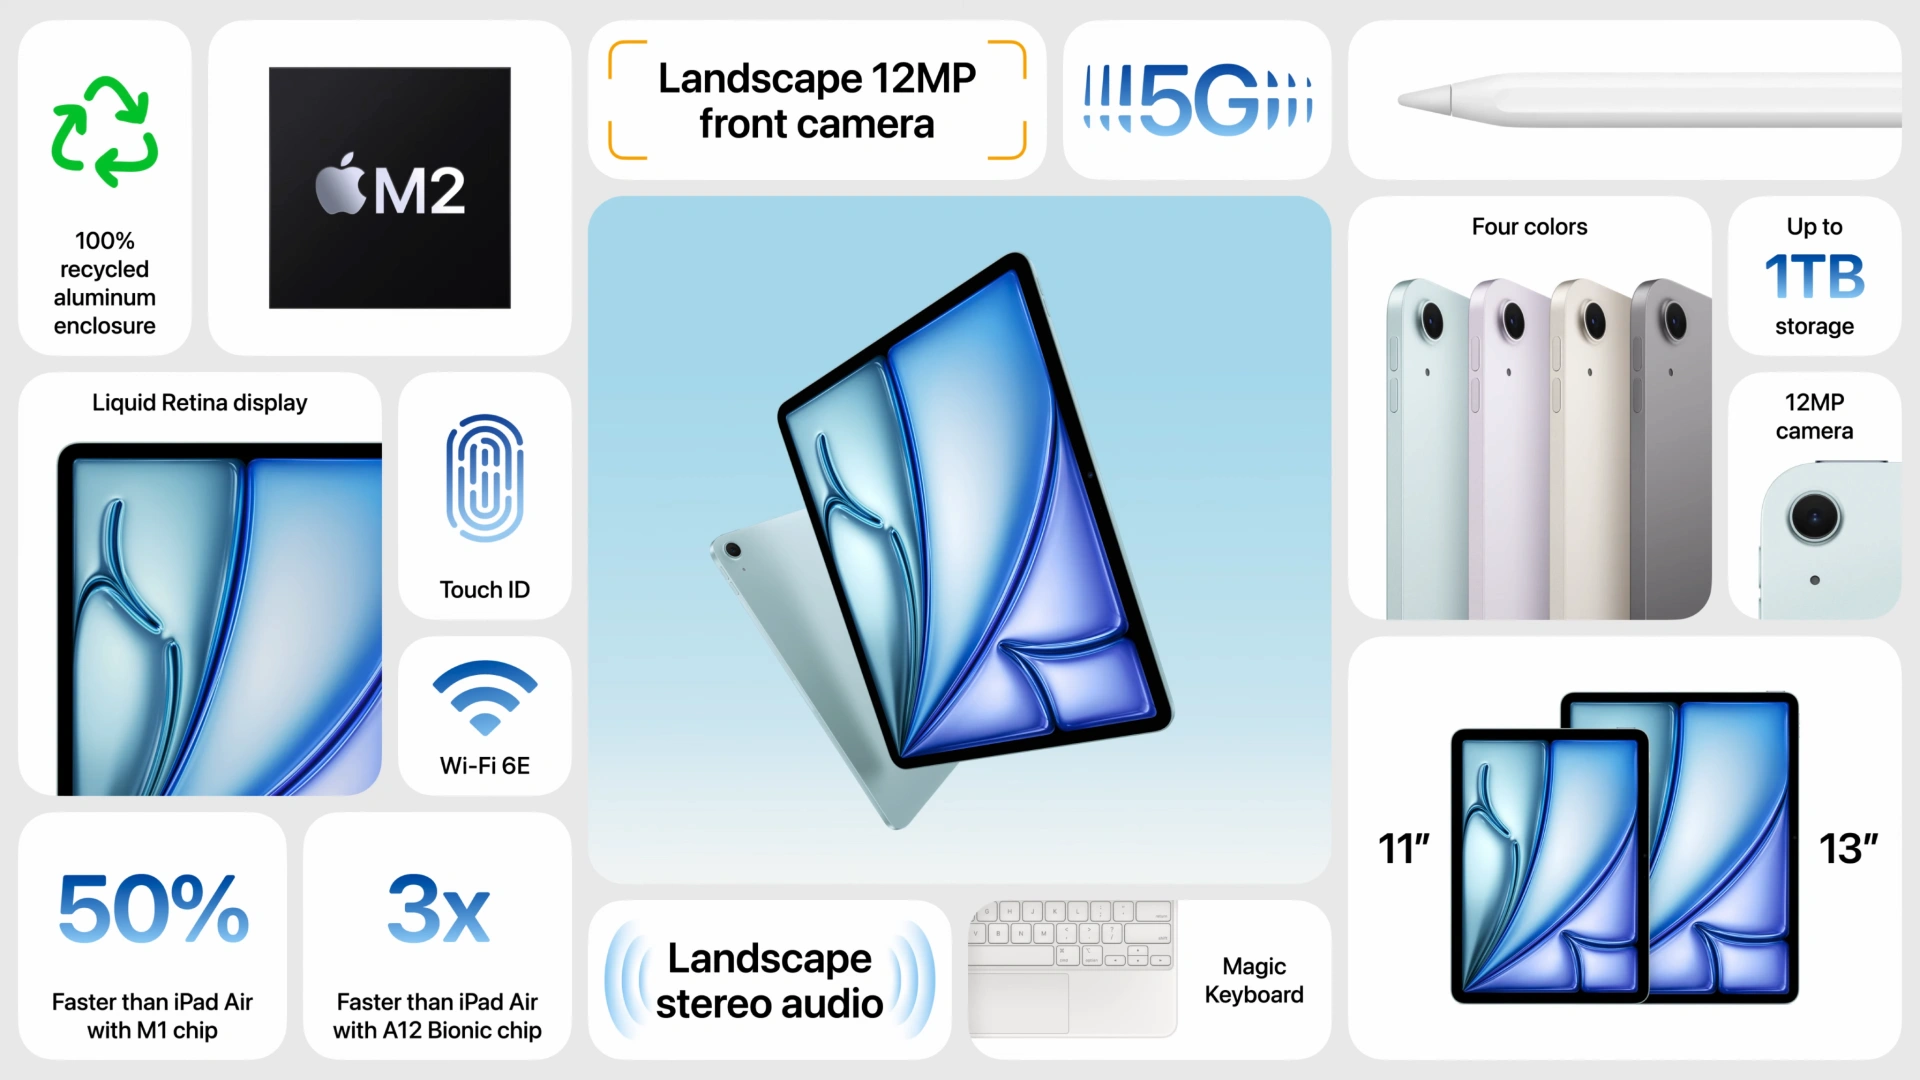 100%
recycled
aluminum
enclosure
M2
Landscape 12MP
front camera
5G
Four colors
Up to
1TB
storage
12MP
camera
Liquid Retina display
Touch ID
Wi-Fi 6E
50%
Faster than iPad Air
with M1 chip
3x
Faster than iPad Air
with A12 Bionic chip
Landscape
stereo audio
G H J K L
V B N M
Magic
Keyboard
11”
13”